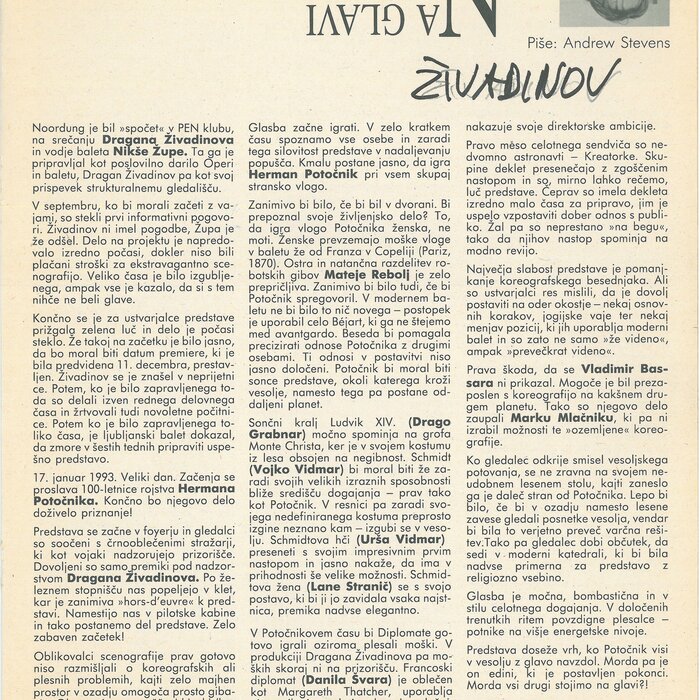 NA GLAVI
Piše: Andrew Stevens
ŽIVADINOV
Noordung je bil »spočet« v PEN klubu,
na srečanju Dragana Živadinova
in vodje baleta Nikše Župe. Ta ga je
pripravljal kot poslovilno darilo Operi
in baletu, Dragan Živadinov pa kot svoj
prispevek strukturalnemu gledališču.
V septembru, ko bi morali začeti z va-
jami, so stekli prvi informativni pogovo-
ri. Živadinov ni imel pogodbe, Župa je
že odšel. Delo na projektu je napredo-
valo izredno počasi, dokler niso bili
plačani stroški za ekstravagantno sce-
nografijo. Veliko časa je bilo izgublje-
nega, ampak vse je kazalo, da si s tem
nihče ne beli glave.
Končno se je za ustvarjalce predstave
prižgala zelena luč in delo je počasi
steklo. Že takoj na začetku je bilo jasno,
da bo moral biti datum premiere, ki je
bila predvidena 11. decembra, prestav-
ljen. Živadinov se je znašel v neprijetni
ce. Potem, ko je bilo zapravljenega to-
da so delali izven rednega delovnega
časa in žrtvovali tudi novoletne počitni-
ce. Potem ko je bilo zapravljenega to-
liko časa, je ljubljanski balet dokazal,
da zmore v šestih tednih pripraviti uspe-
šno predstavo.
17. januar 1993. Veliki dan. Začenja se
proslava 100-letnice rojstva Hermana
Potočnika. Končno bo njegovo delo
doživelo priznanje!
Predstava se začne v foyerju in gledalci
so soočeni s črnooblečenimi stražarji,
ki kot vojaki nadzorujejo prizorišče.
Dovoljeni so samo premiki pod nadzor-
stvom Dragana Živadinova. Po že-
leznem stopnišču nas popeljejo v klet,
kar je zanimiva »hors-d'euvre« k pred-
stavi. Namestijo nas v pilotske kabine
in tako postanemo del predstave. Zelo
zabaven začetek!
Oblikovalci scenografije prav gotovo
niso razmišljali o koreografskih ali
plesnih problemih, kajti zelo majhen
prostor v ozadju omogoča prosto giba-
Glasba začne igrati. V zelo kratkem
času spoznamo vse osebe in zaradi
tega silovitost predstave v nadaljevanju
popušča. Kmalu postane jasno, da igra
Herman Potočnik pri vsem skupaj
stransko vlogo.
Zanimivo bi bilo, če bi bil v dvorani. Bi
prepoznal svoje življenjsko delo? To,
da igra vlogo Potočnika ženska, ne
moti. Ženske prevzemajo moške vloge
v baletu že od Franza v Copeliji (Pariz,
1870). Ostra in natančna razdelitev ro-
botskih gibov Mateje Rebolj je zelo
prepričljiva. Zanimivo bi bilo tudi, če bi
Potočnik spregovoril. V modernem ba-
letu ne bi bilo to nič novega – postopek
je uporabil celo Béjart, ki ga ne štejemo
med avantgardo. Beseda bi pomagala
precizirati odnose Potočnika z drugimi
osebami. Ti odnosi v postavitvi niso
jasno določeni. Potočnik bi moral biti
sonce predstave, okoli katerega kroži
vesolje, namesto tega pa postane od-
daljeni planet.
Sončni kralj Ludvik XIV. (Drago
Grabnar) močno spominja na grofa
Monte Christa, ker je v svojem kostumu
z lesa obsojen na negibnost. Schmidt
(Vojko Vidmar) bi moral biti že za-
radi svojih velikih izraznih sposobnosti
bliže središču dogajanja – prav tako
kot Potočnik. V resnici pa zaradi svo-
jega nedefiniranega kostuma preprosto
izgine neznano kam – izgubi se v veso-
lju. Schmidtova hči (Urša Vidmar)
preseneti s svojim impresivnim prvim
nastopom in jasno nakaže, da ima v
prihodnosti še velike možnosti. Schmid-
tova žena (Lane Stranič) se s svojo
postavo, ki bi ji jo zavidala vsaka najst-
nica, premika nadvse elegantno.
V Potočnikovem času bi Diplomate go-
tovo igrali oziroma plesali moški. V
produkciji Dragana Živadinova pa mo-
ških skoraj ni na prizorišču. Francoski
diplomat (Danila Švara) je oblečen
kot Margareth Thatcher, uporablja
nakazuje svoje direktorske ambicije.
Pravo meso celotnega sendviča so ne-
dvomno astronavti – Kreatorke. Sku-
pine deklet presenečajo z zgoščenim
nastopom in so, mirno lahko rečemo,
luč predstave. Čeprav so imela dekleta
izredno malo časa za pripravo, jim je
uspelo vzpostaviti dober odnos s publi-
ko. Žal pa so neprestano »na begu«,
tako da njihov nastop spominja na
modno revijo.
Največja slabost predstave je pomanj-
kanje koreografskega besednjaka. Ali
so ustvarjalci res mislili, da je dovolj
postaviti na oder okostje – nekaj osnov-
nih korakov, jogijske vaje ter nekaj
menjav pozicij, ki jih uporablja moderni
balet in so zato ne samo »že videno«,
ampak »prevečkrat videno«.
Prava škoda, da se Vladimir Bas-
sara ni prikazal. Mogoče je bil preza-
poslen s koreografijo na kakšnem dru-
gem planetu. Tako so njegovo delo
zaupali Marku Mlačniku, ki pa ni
izrabil možnosti te »ozemljene« koreo-
grafije.
Ko gledalec odkrije smisel vesoljskega
potovanja, se ne zravna na svojem ne-
udobnem lesenem stolu, kajti zaneslo
ga je daleč stran od Potočnika. Lepo bi
bilo, če bi v ozadju namesto lesene
zavese gledali posnetke vesolja, vendar
bi bila to verjetno preveč varčna reši-
tev.Tako pa gledalec dobi občutek, da
sedi v moderni katedrali, ki bi bila
nadvse primerna za predstavo z
religiozno vsebino.
Glasba je močna, bombastična in v
stilu celotnega dogajanja. V določenih
trenutkih ritem povzdigne plesalce –
potnike na višje energetske nivoje.
Predstava doseže vrh, ko Potočnik visi
v vesolju z glavo navzdol. Morda pa je
on edini, ki je postavljen pokonci.
Morda vsi drugi stojimo na glavi?!